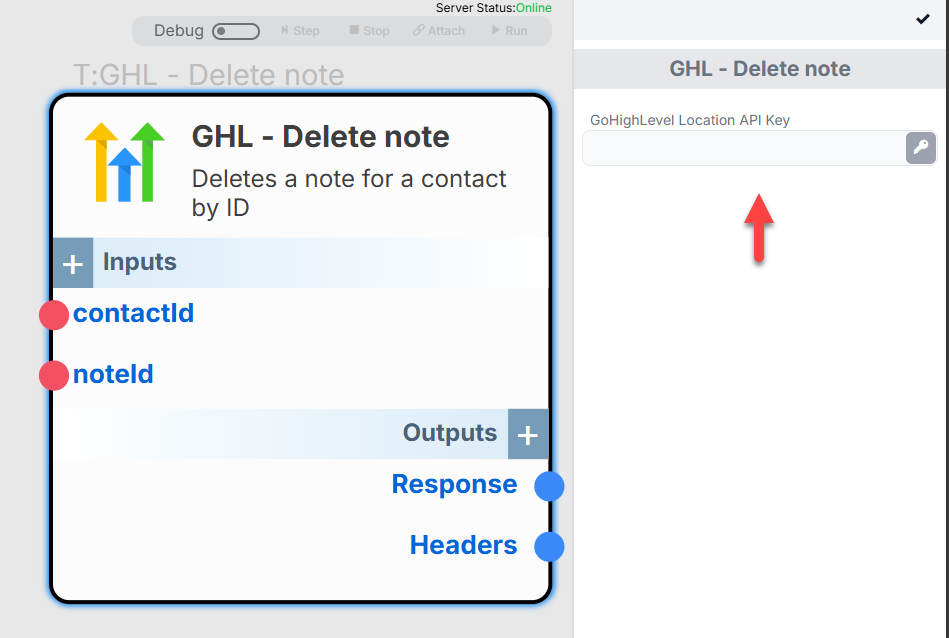 Server Status:Online
Debug
Step
Stop
Attach
Run
T:GHL - Delete note
GHL - Delete note
Deletes a note for a contact
by ID
Inputs
contactId
noteId
Outputs
Response
Headers
GHL - Delete note
GoHighLevel Location API Key